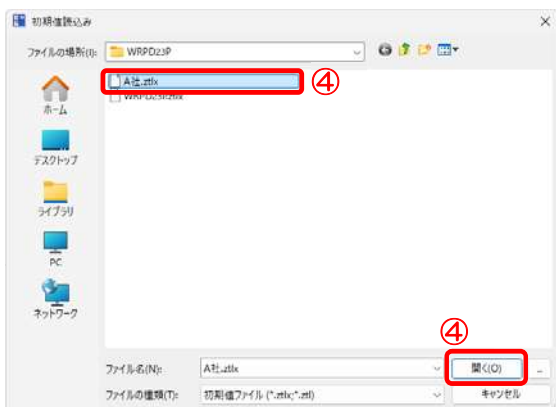 初期値読込み
ファイルの場所(I):
WRPD23P
A社.ztlx
④
ホーム
デスクトップ
ライブラリ
PC
ネットワーク
④
ファイル名(N):
A社.ztlx
開く(O)
ファイルの種類(T):
初期値ファイル (*.ztlx;*.ztl)
キャンセル